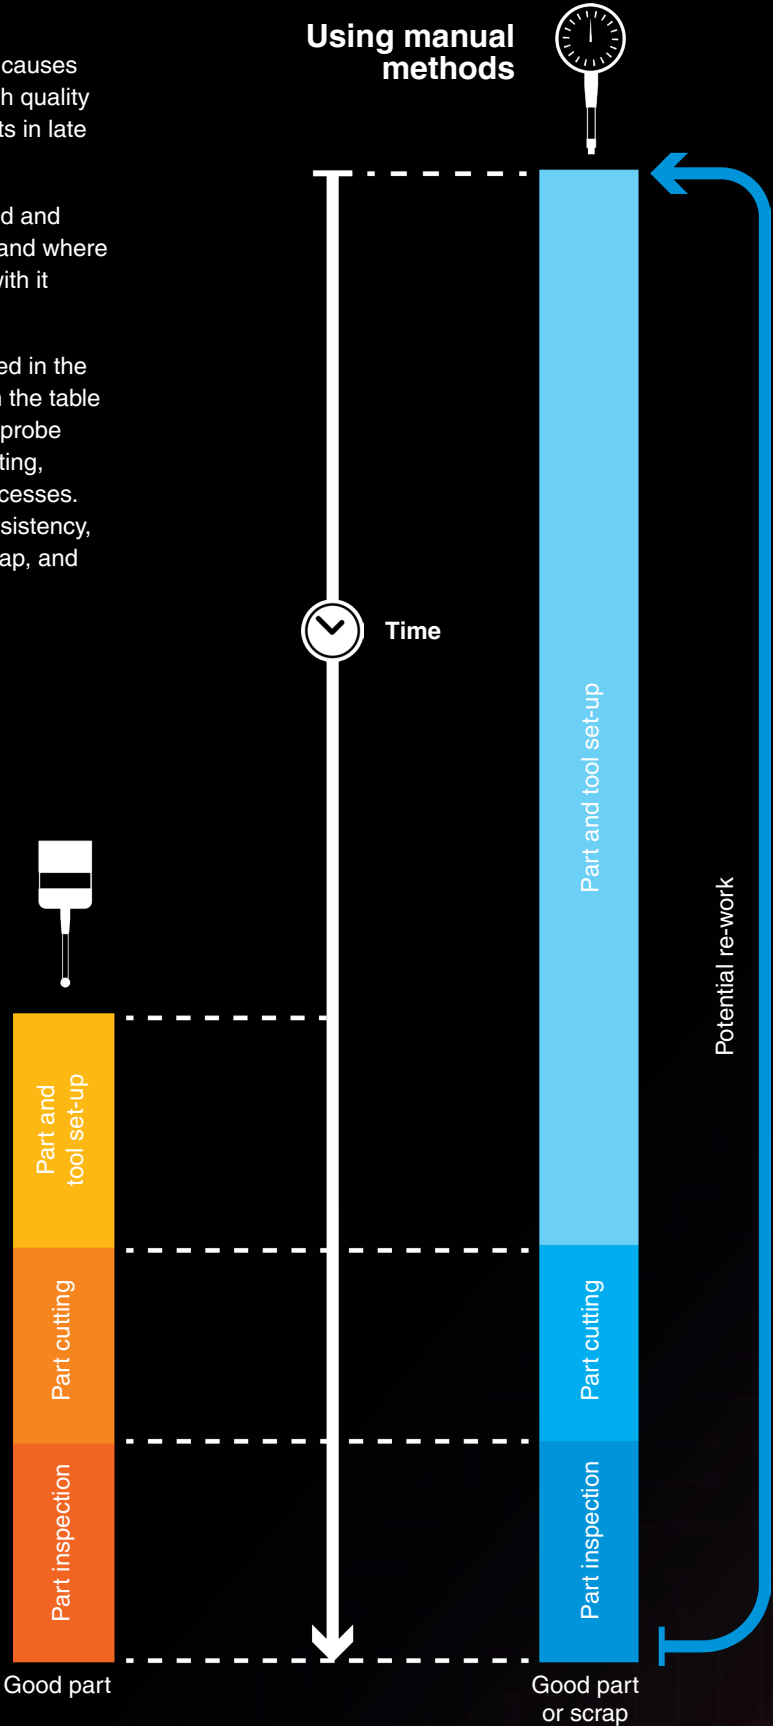 causes
h quality
ts in late
d and
and where
with it
ed in the
n the table
probe
ting,
cesses.
sistency,
ap, and
Using manual
methods
Time
Part and tool set-up
Part cutting
Part inspection
Good part
or scrap
Potential re-work
Part and
tool set-up
Part cutting
Part inspection
Good part